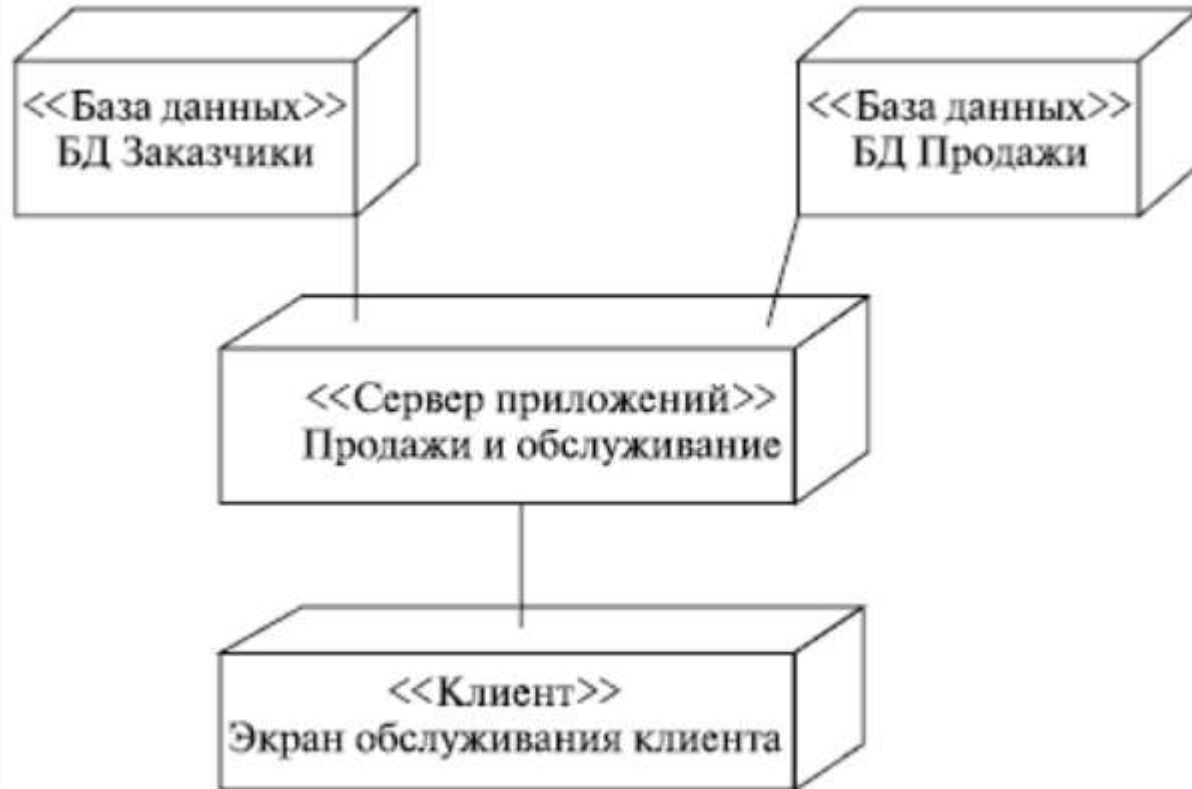 <<База данных>>
БД Заказчики
<<База данных>>
БД Продажи
<<Сервер приложений>>
Продажи и обслуживание
<<Клиент>>
Экран обслуживания клиента